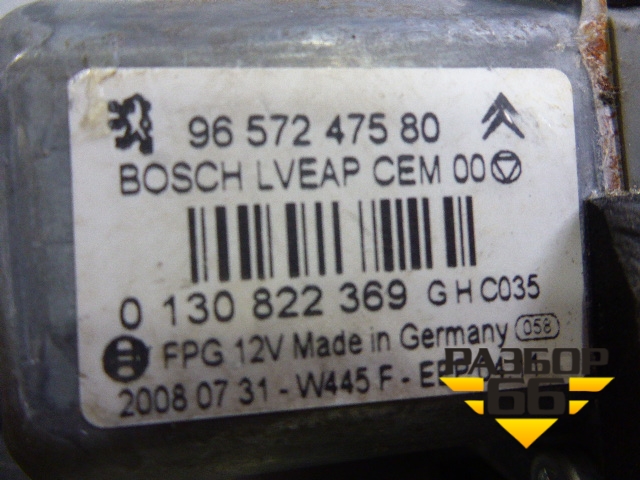 96 572 475 80
BOSCH LVEAP CEM 00
0 130 822 369 G H C035
FPG 12V Made in Germany 058
2008 07 31 - W445 F -
РАЗБОР
66